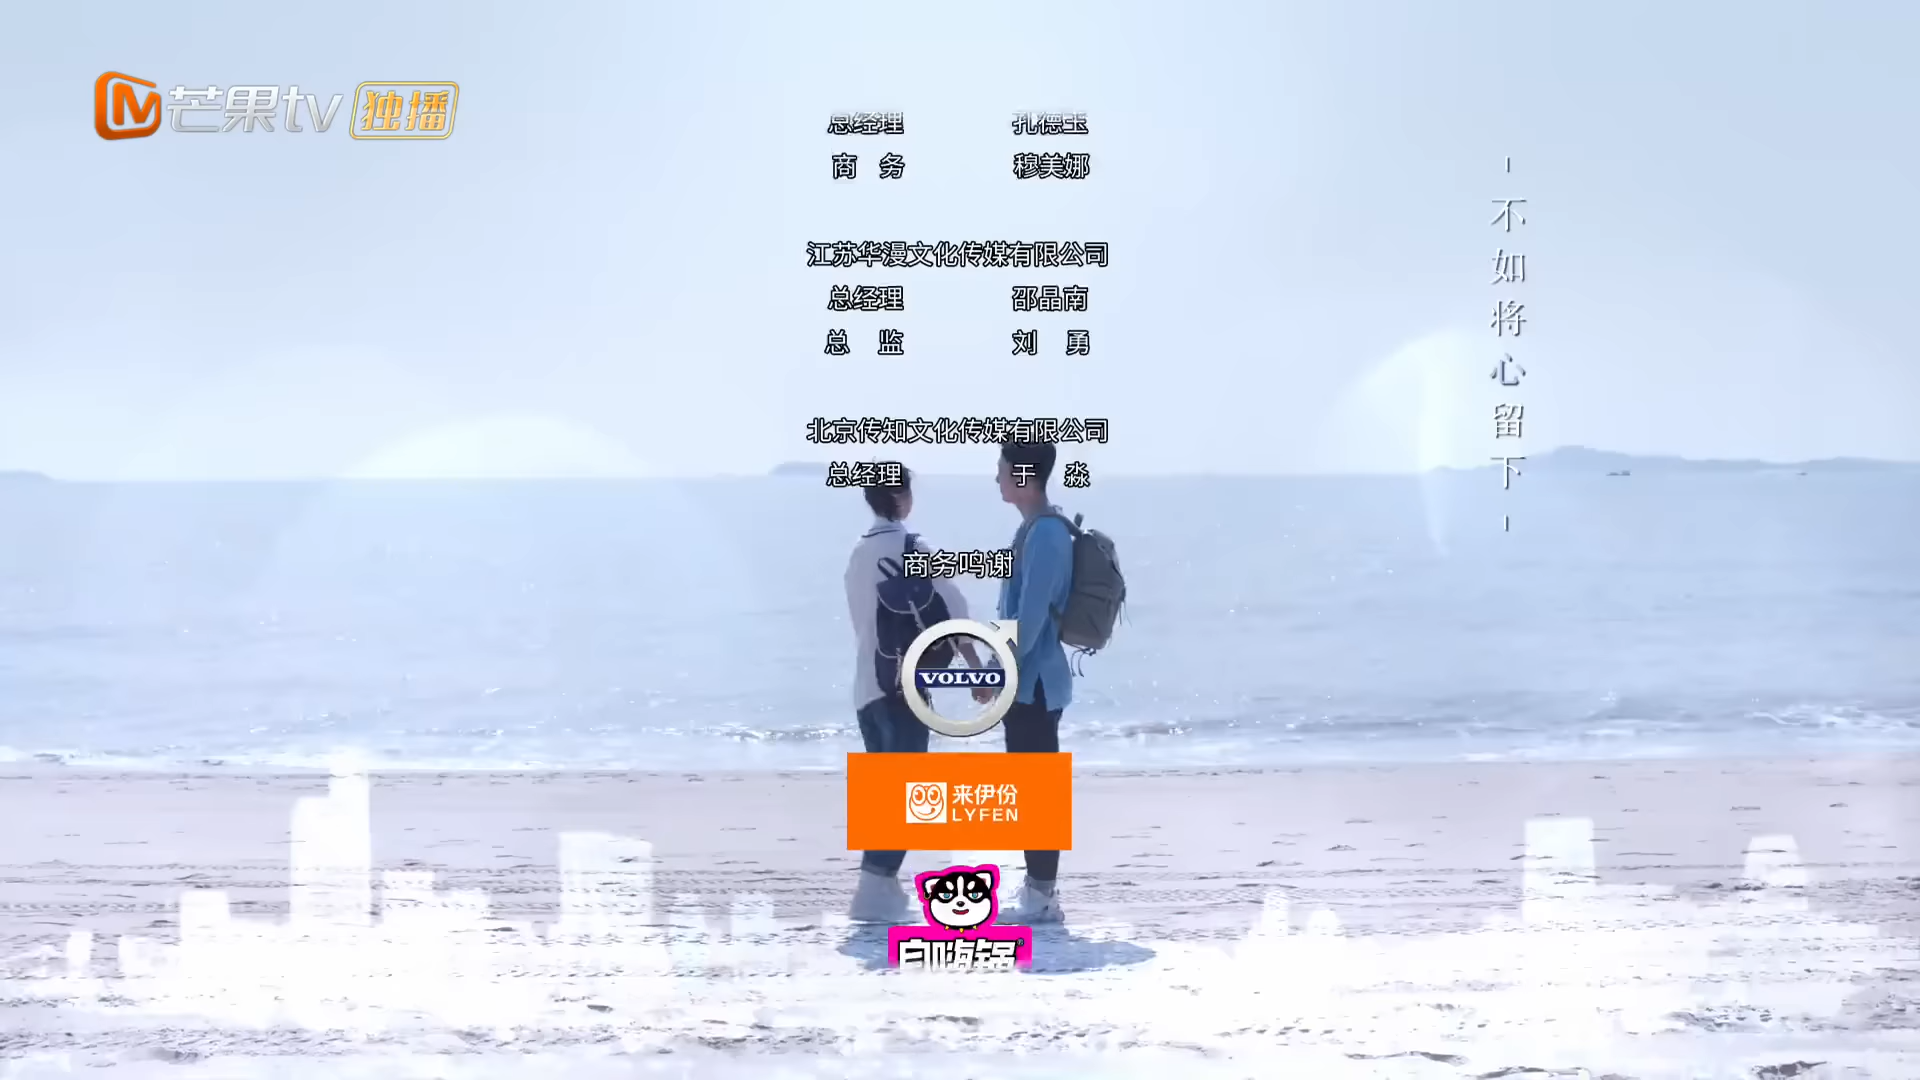 芒果tv 独播
总经理 孔德玉
商 务 穆美娜
江苏华漫文化传媒有限公司
总经理 邵晶南
总 监 刘 勇
北京传知文化传媒有限公司
总经理 于 淼
商务鸣谢
VOLVO
来伊份
LYFEN
自嗨锅®
不如将心留下